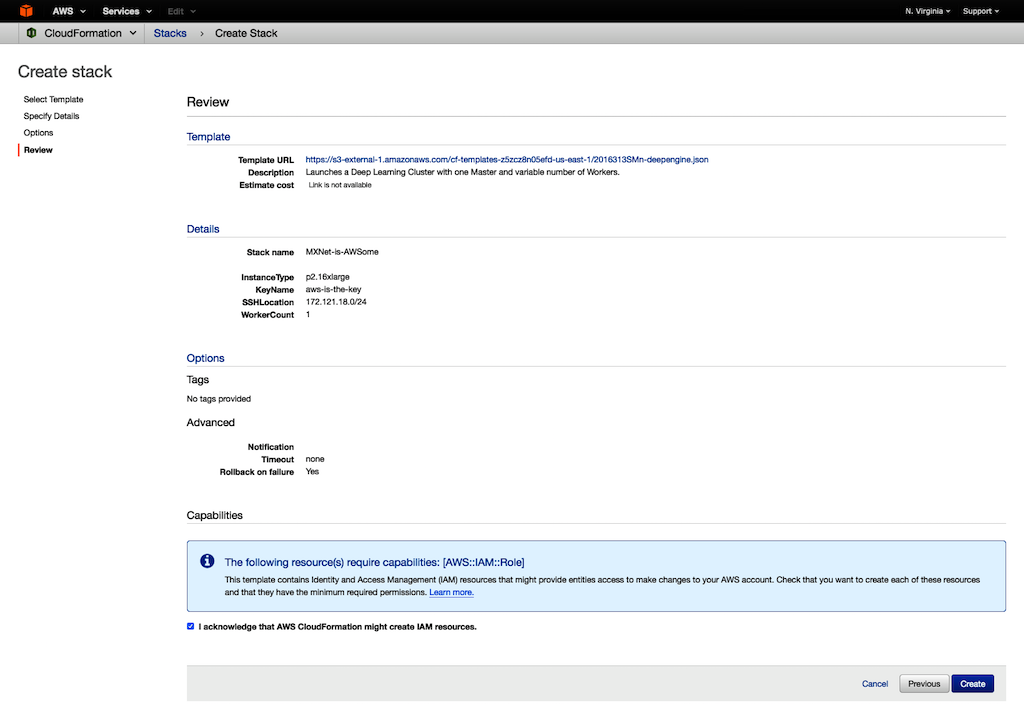 AWS Services Edit N. Virginia Support
CloudFormation Stacks › Create Stack
Create stack
Select Template
Specify Details
Options
Review
Review
Template
Template URL https://s3-external-1.amazonaws.com/cf-templates-z5zcz8n05efd-us-east-1/2016313SMn-deepengine.json
Description Launches a Deep Learning Cluster with one Master and variable number of Workers.
Estimate cost Link is not available
Details
Stack name MXNet-is-AWSome
InstanceType p2.16xlarge
KeyName aws-is-the-key
SSHLocation 172.121.18.0/24
WorkerCount 1
Options
Tags
No tags provided
Advanced
Notification
Timeout none
Rollback on failure Yes
Capabilities
The following resource(s) require capabilities: [AWS::IAM::Role]
This template contains Identity and Access Management (IAM) resources that might provide entities access to make changes to your AWS account. Check that you want to create each of these resources
and that they have the minimum required permissions. Learn more.
I acknowledge that AWS CloudFormation might create IAM resources.
Cancel Previous Create